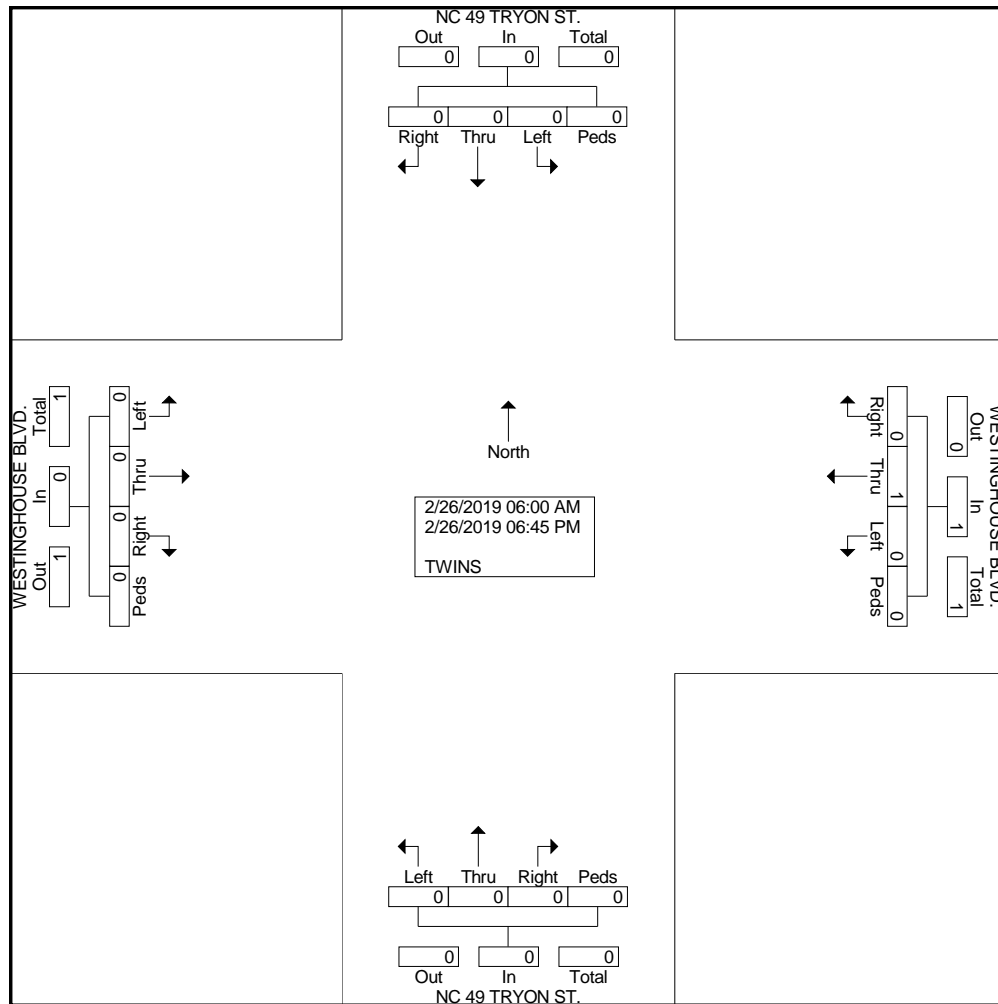 NC 49 TRYON ST.
Out In Total
0 0 0
0 0 0 0
Right Thru Left Peds
WESTINGHOUSE BLVD.
Total In Out
1 0 1
0 0 0 0
Left Thru Right Peds
North
2/26/2019 06:00 AM
2/26/2019 06:45 PM
TWINS
Right Thru Left Peds
0 1 0 0
Out In Total
0 1 1
WESTINGHOUSE BLVD.
Left Thru Right Peds
0 0 0 0
0 0 0
Out In Total
NC 49 TRYON ST.